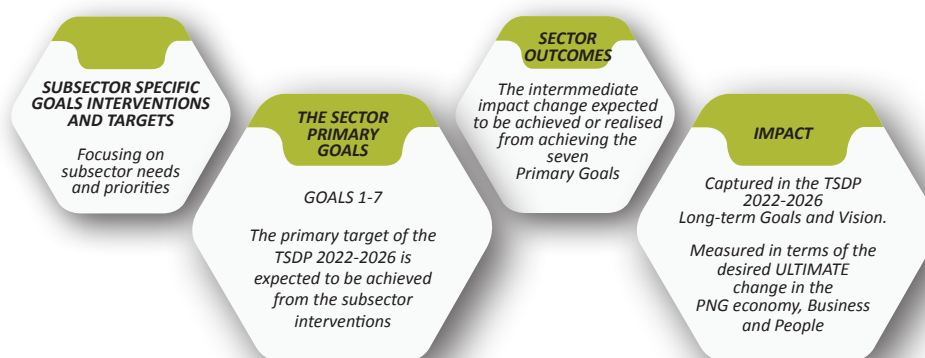 SUBSECTOR SPECIFIC
GOALS INTERVENTIONS
AND TARGETS
Focusing on
subsector needs
and priorities
THE SECTOR
PRIMARY
GOALS
GOALS 1-7
The primary target of the
TSDP 2022-2026 is
expected to be achieved
from the subsector
interventions
SECTOR
OUTCOMES
The intermmediate
impact change expected
to be achieved or realised
from achieving the
seven
Primary Goals
IMPACT
Captured in the TSDP
2022-2026
Long-term Goals and Vision.
Measured in terms of the
desired ULTIMATE
change in the
PNG economy, Business
and People